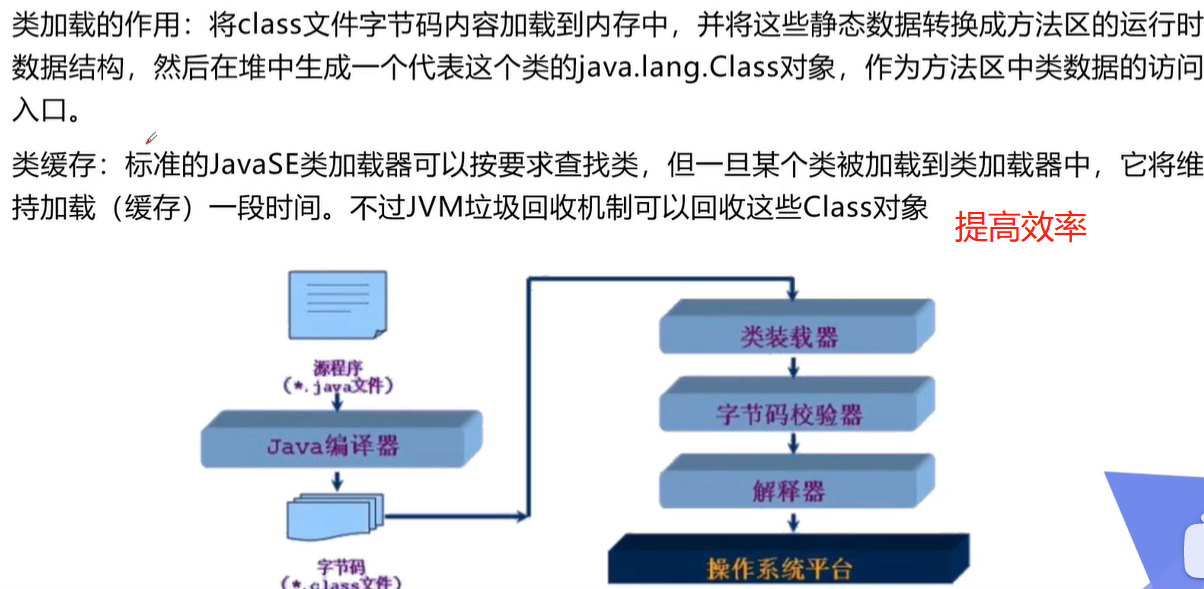 类加载的作用：将class文件字节码内容加载到内存中，并将这些静态数据转换成方法区的运行时
数据结构，然后在堆中生成一个代表这个类的java.lang.Class对象，作为方法区中类数据的访问
入口。
类缓存：标准的JavaSE类加载器可以按要求查找类，但一旦某个类被加载到类加载器中，它将维
持加载（缓存）一段时间。不过JVM垃圾回收机制可以回收这些Class对象
提高效率
源程序
（*.java文件）
Java编译器
字节码
（*.class文件）
类装载器
字节码校验器
解释器
操作系统平台